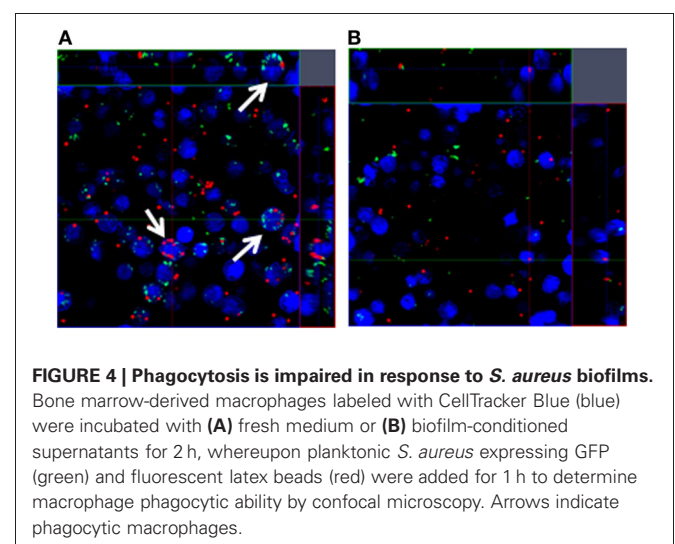 A
B
FIGURE 4 | Phagocytosis is impaired in response to S. aureus biofilms.
Bone marrow-derived macrophages labeled with CellTracker Blue (blue)
were incubated with (A) fresh medium or (B) biofilm-conditioned
supernatants for 2 h, whereupon planktonic S. aureus expressing GFP
(green) and fluorescent latex beads (red) were added for 1 h to determine
macrophage phagocytic ability by confocal microscopy. Arrows indicate
phagocytic macrophages.